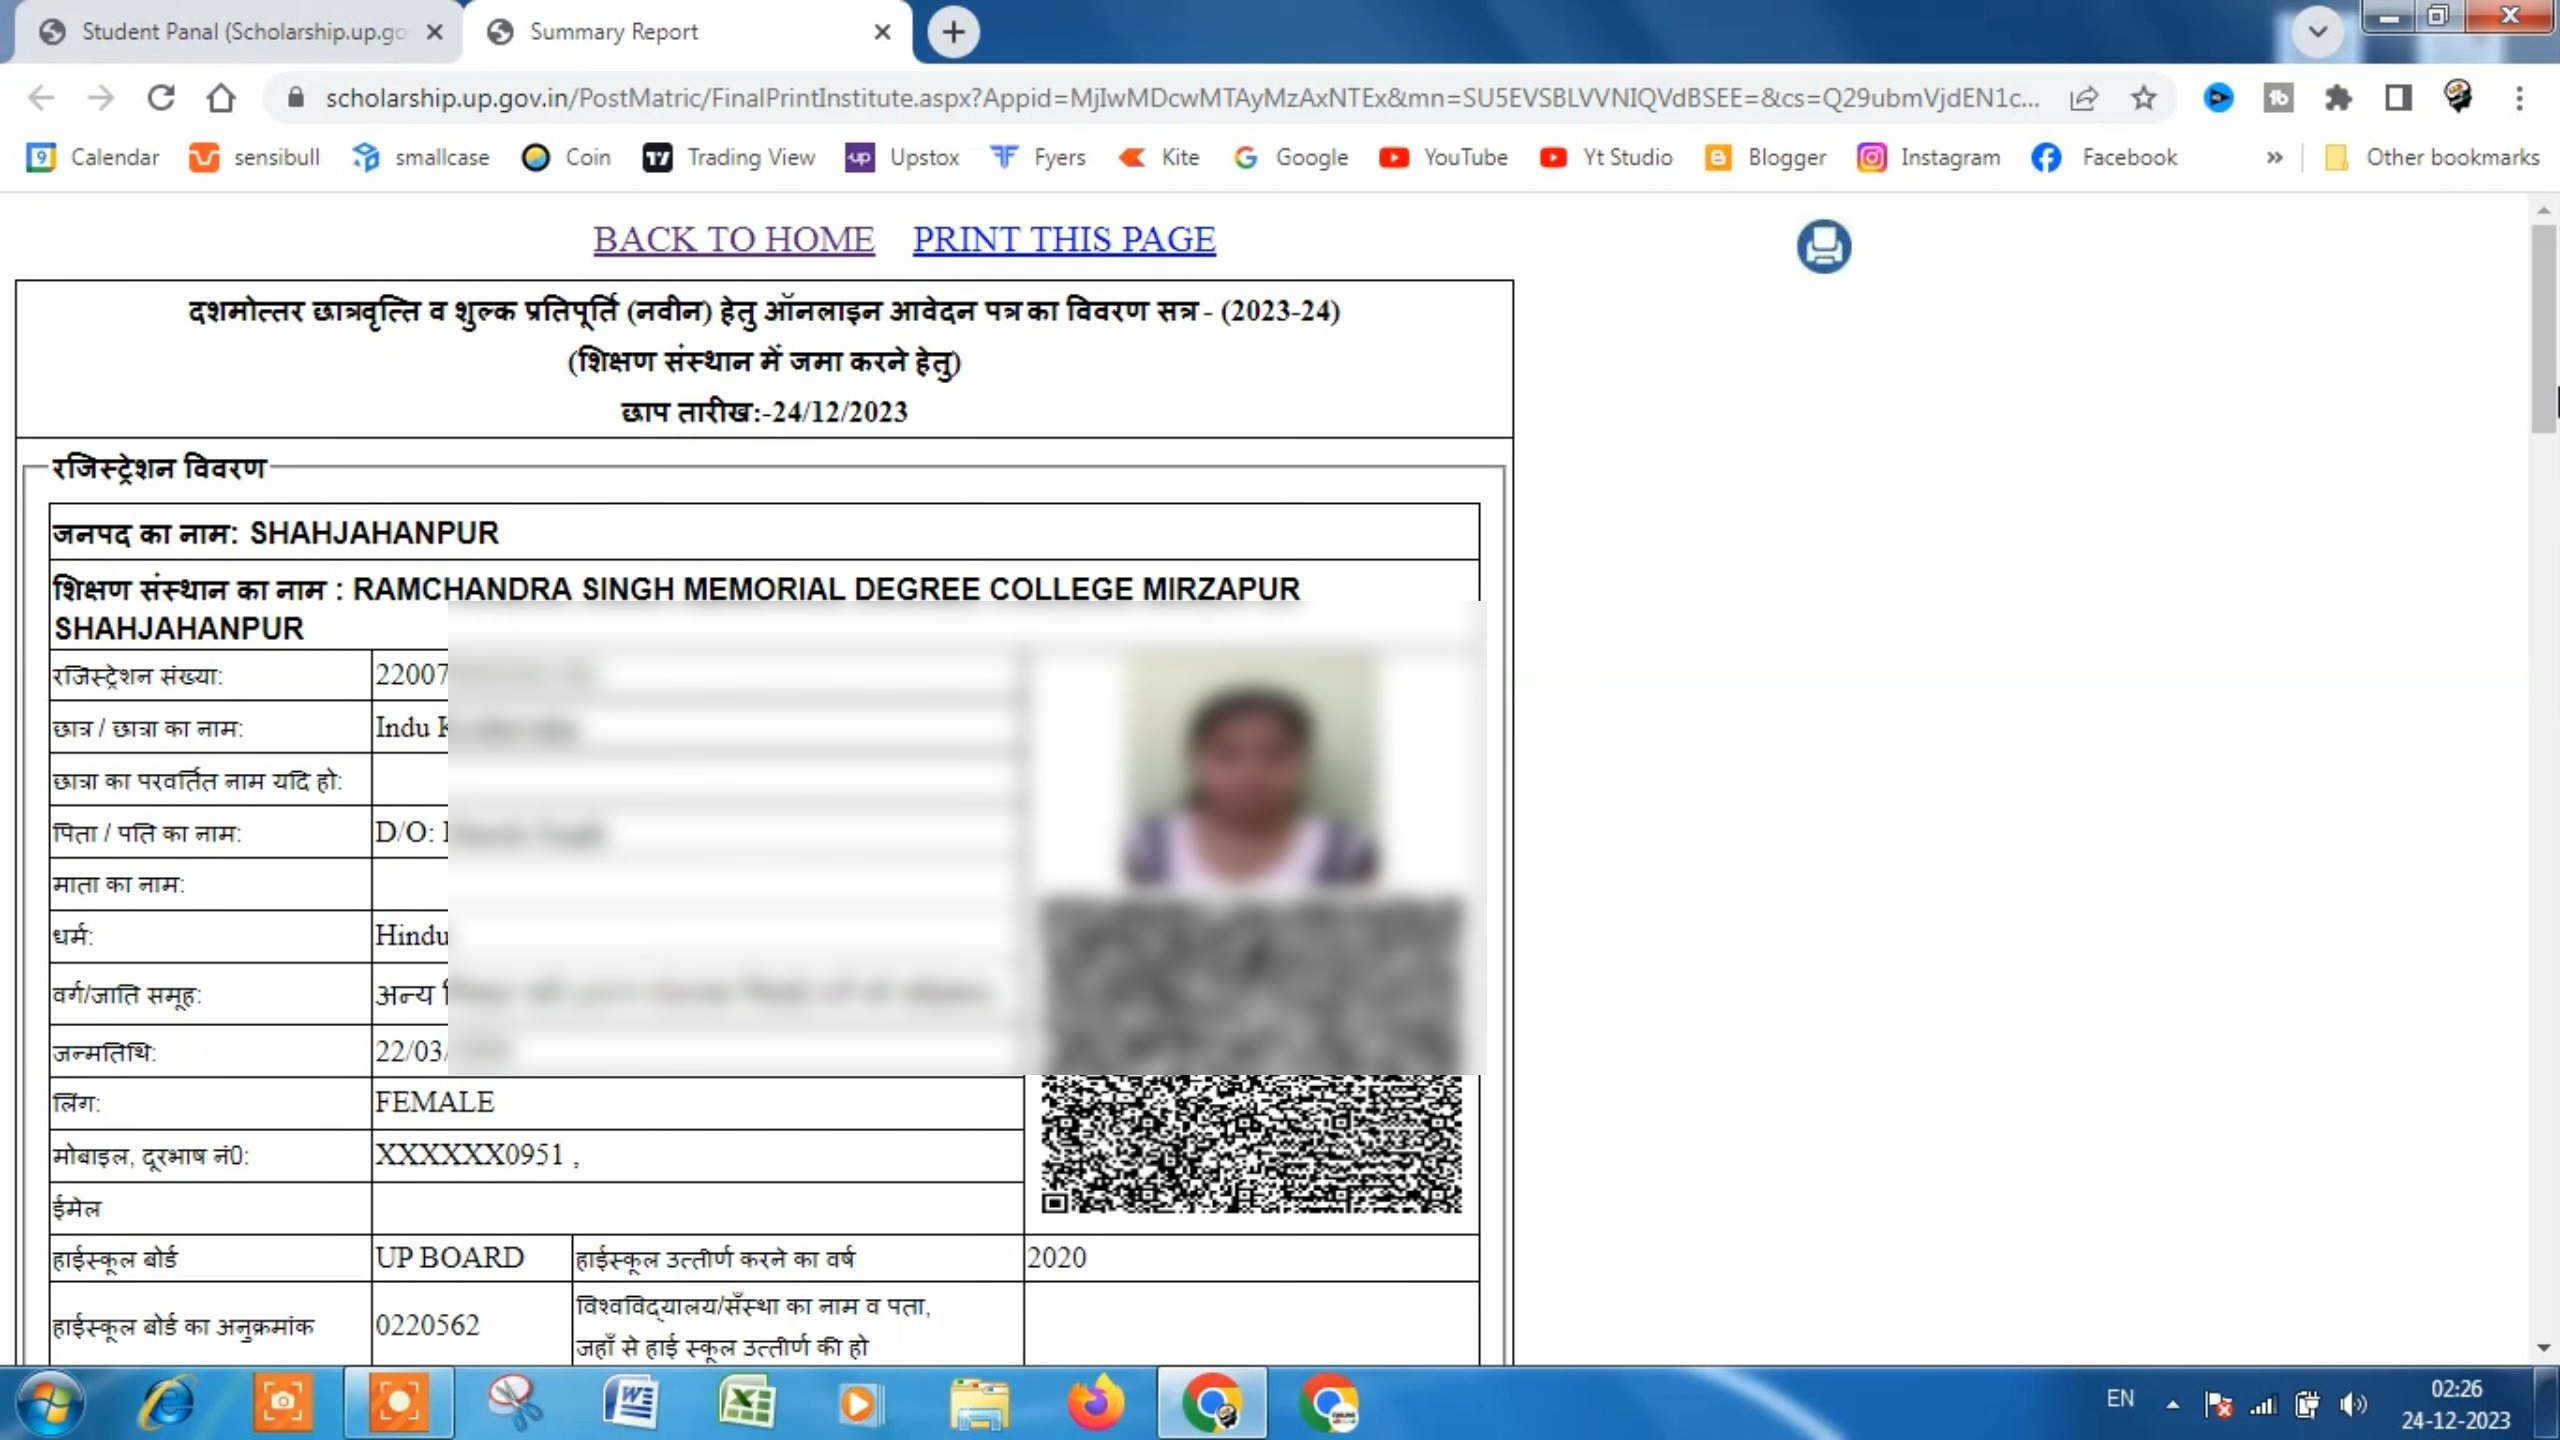 Student Panal (Scholarship.up.go
Summary Report
scholarship.up.gov.in/PostMatric/FinalPrintInstitute.aspx?Appid=MjIwMDcwMTAyMzAxNTEx&mn=SU5EVSBLVVNIQVdBSEE=&cs=Q29ubmVjdEN1c...
Calendar sensibull smallcase Coin Trading View Upstox Fyers Kite Google YouTube Yt Studio Blogger Instagram Facebook » Other bookmarks
BACK TO HOME PRINT THIS PAGE
दशमोत्तर छात्रवृत्ति व शुल्क प्रतिपूर्ति (नवीन) हेतु ऑनलाइन आवेदन पत्र का विवरण सत्र - (2023-24)
(शिक्षण संस्थान में जमा करने हेतु)
छाप तारीख:-24/12/2023
रजिस्ट्रेशन विवरण
जनपद का नाम: SHAHJAHANPUR
शिक्षण संस्थान का नाम : RAMCHANDRA SINGH MEMORIAL DEGREE COLLEGE MIRZAPUR
SHAHJAHANPUR
रजिस्ट्रेशन संख्या: 22007
छात्र / छात्रा का नाम: Indu
छात्रा का परवर्तित नाम यदि हो:
पिता / पति का नाम: D/O:
माता का नाम:
धर्म: Hindu
वर्ग/जाति समूह: अन्य
जन्मतिथि: 22/03/
लिंग: FEMALE
मोबाइल, दूरभाष नं0: XXXXXX0951 ,
ईमेल
हाईस्कूल बोर्ड UP BOARD हाईस्कूल उत्तीर्ण करने का वर्ष 2020
हाईस्कूल बोर्ड का अनुक्रमांक 0220562 विश्वविद्यालय/सँस्था का नाम व पता,
जहाँ से हाई स्कूल उत्तीर्ण की हो
EN
02:26
24-12-2023